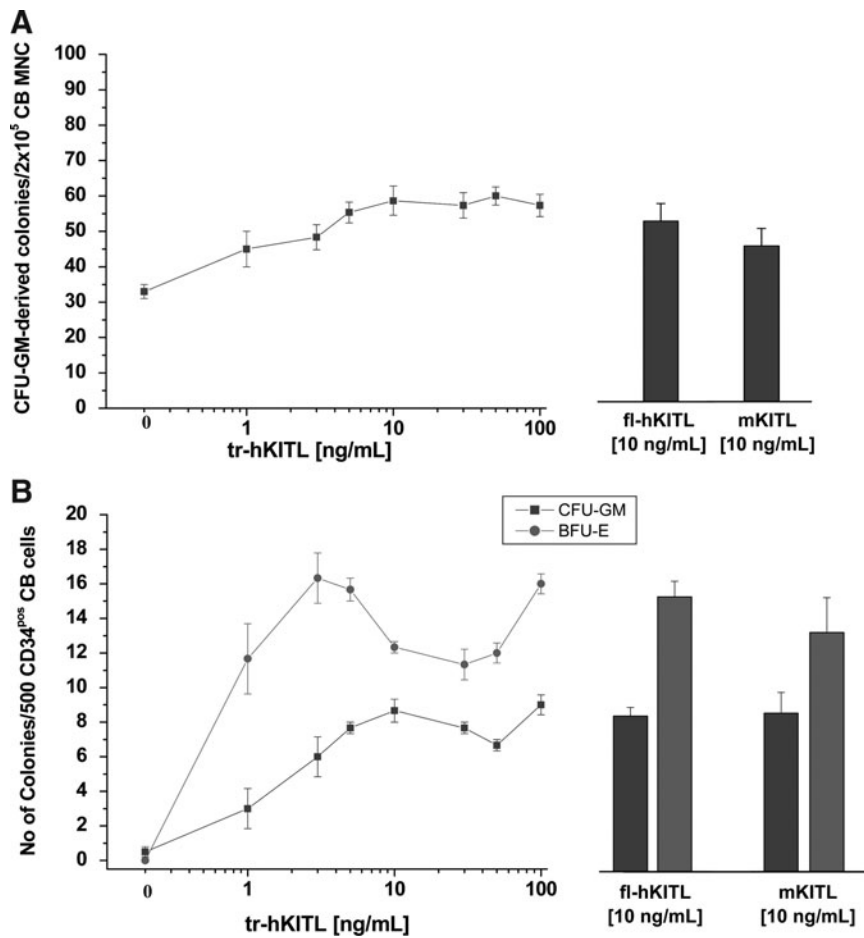 A
CFU-GM-derived colonies/2x10⁵ CB MNC
100
90
80
70
60
50
40
30
20
10
0
0 1 10 100
tr-hKITL [ng/mL]
fl-hKITL mKITL
[10 ng/mL] [10 ng/mL]
B
No of Colonies/500 CD34ᵖᵒˢ CB cells
20
18
16
14
12
10
8
6
4
2
0
CFU-GM
BFU-E
0 1 10 100
tr-hKITL [ng/mL]
fl-hKITL mKITL
[10 ng/mL] [10 ng/mL]